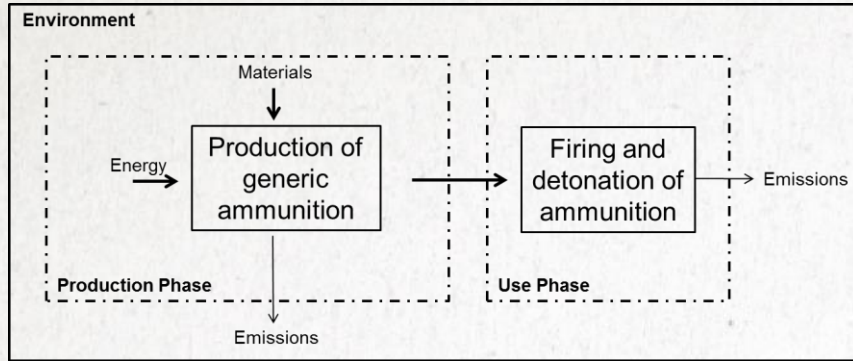 Environment
Materials
Energy
Production of
generic
ammunition
Production Phase
Emissions
Firing and
detonation of
ammunition
Use Phase
Emissions